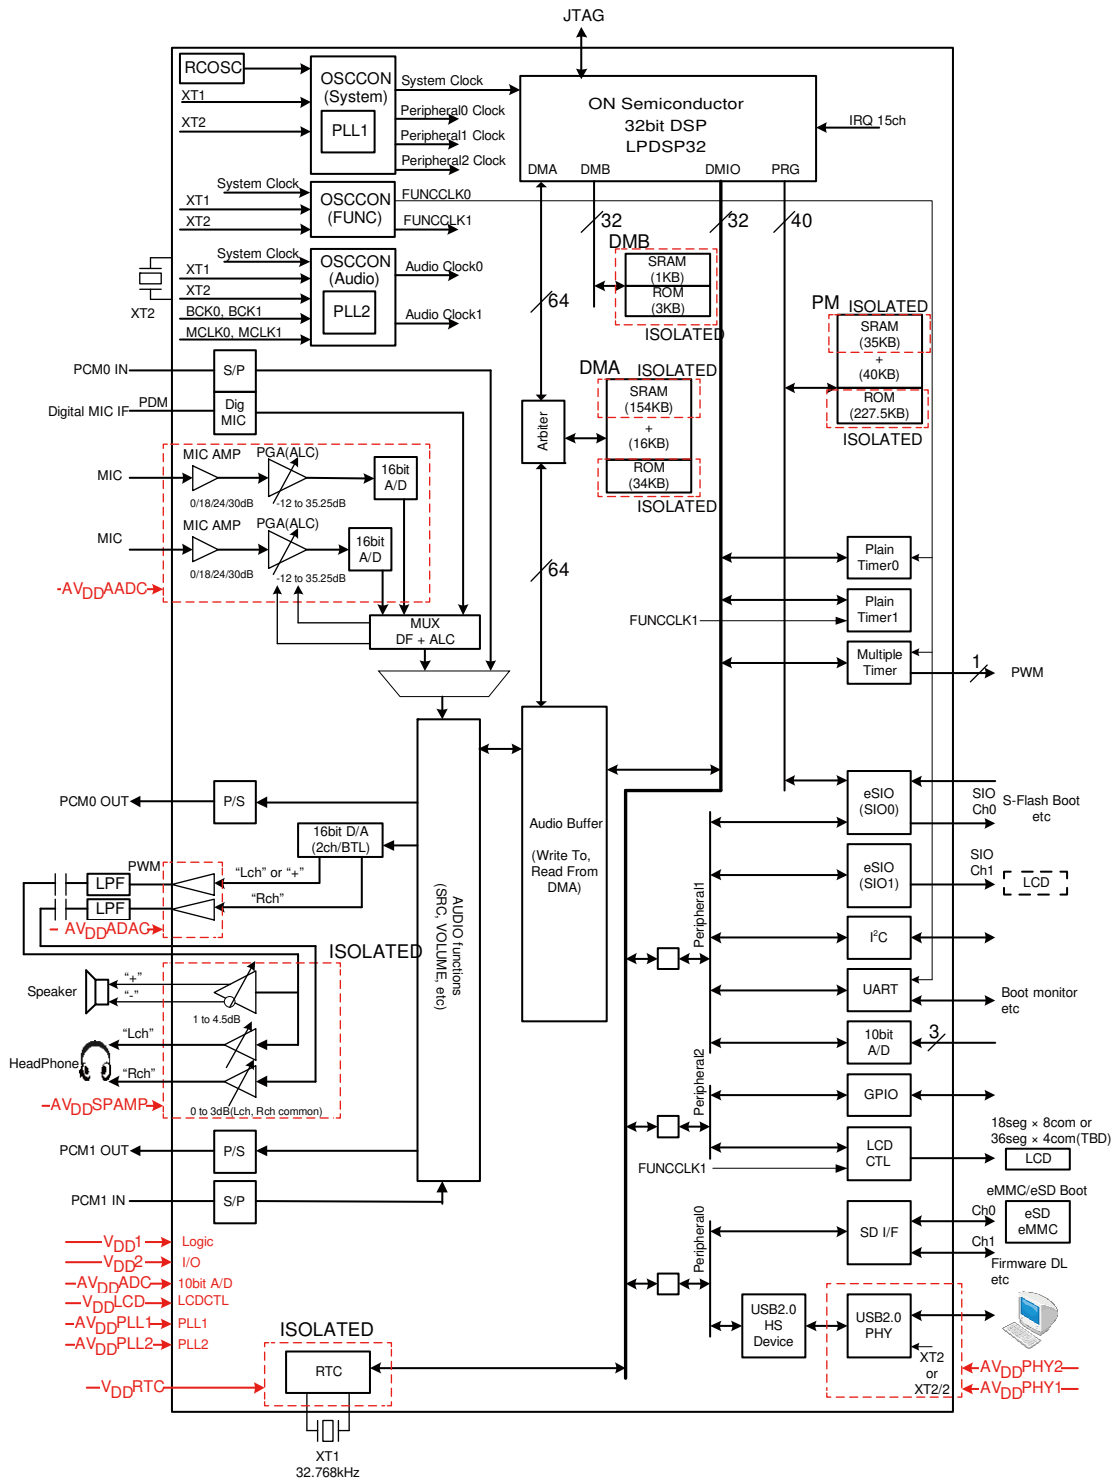 JTAG
RCOSC
XT1
XT2
OSCCON
(System)
PLL1
System Clock
Peripheral0 Clock
Peripheral1 Clock
Peripheral2 Clock
ON Semiconductor
32bit DSP
LPDSP32
DMA
DMB
DMIO
PRG
IRQ 15ch
System Clock
XT1
XT2
OSCCON
(FUNC)
FUNCCLK0
FUNCCLK1
System Clock
XT1
XT2
BCK0, BCK1
MCLK0, MCLK1
OSCCON
(Audio)
PLL2
Audio Clock0
Audio Clock1
XT2
32
32
40
64
DMB
SRAM
(1KB)
ROM
(3KB)
ISOLATED
PM
ISOLATED
SRAM
(35KB)
+
(40KB)
ROM
(227.5KB)
ISOLATED
DMA
ISOLATED
SRAM
(154KB)
+
(16KB)
ROM
(34KB)
ISOLATED
Arbiter
64
PCM0 IN
S/P
Digital MIC IF
PDM
Dig
MIC
MIC
MIC AMP
0/18/24/30dB
PGA(ALC)
-12 to 35.25dB
16bit
A/D
MIC
MIC AMP
0/18/24/30dB
PGA(ALC)
-12 to 35.25dB
16bit
A/D
AVDDAADC
MUX
DF + ALC
Plain
Timer0
Plain
Timer1
FUNCCLK1
Multiple
Timer
1
PWM
AUDIO functions
(SRC, VOLUME, etc)
Audio Buffer
(Write To,
Read From
DMA)
PCM0 OUT
P/S
16bit D/A
(2ch/BTL)
PWM
LPF
LPF
“Lch” or “+”
“Rch”
AVDDADAC
ISOLATED
Speaker
“+”
“-”
1 to 4.5dB
HeadPhone
“Lch”
“Rch”
0 to 3dB(Lch, Rch common)
AVDDSPAMP
PCM1 OUT
P/S
PCM1 IN
S/P
Peripheral1
Peripheral2
Peripheral0
eSIO
(SIO0)
SIO
Ch0
S-Flash Boot
etc
eSIO
(SIO1)
SIO
Ch1
LCD
I2C
UART
Boot monitor
etc
10bit
A/D
3
GPIO
LCD
CTL
FUNCCLK1
18seg × 8com or
36seg × 4com(TBD)
LCD
SD I/F
Ch0
Ch1
eMMC/eSD Boot
eSD
eMMC
Firmware DL
etc
USB2.0
HS
Device
USB2.0
PHY
XT2
or
XT2/2
AVDDPHY2
AVDDPHY1
VDD1 Logic
VDD2 I/O
AVDDADC 10bit A/D
VDDLCD LCDCTL
AVDDPLL1 PLL1
AVDDPLL2 PLL2
VDDRTC
ISOLATED
RTC
XT1
32.768kHz